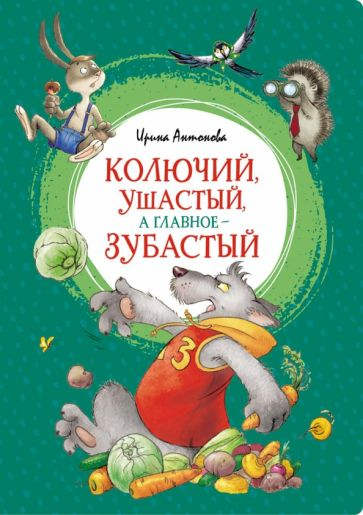 Ирина Антонова
КОЛЮЧИЙ,
УШАСТЫЙ,
А ГЛАВНОЕ –
ЗУБАСТЫЙ
3